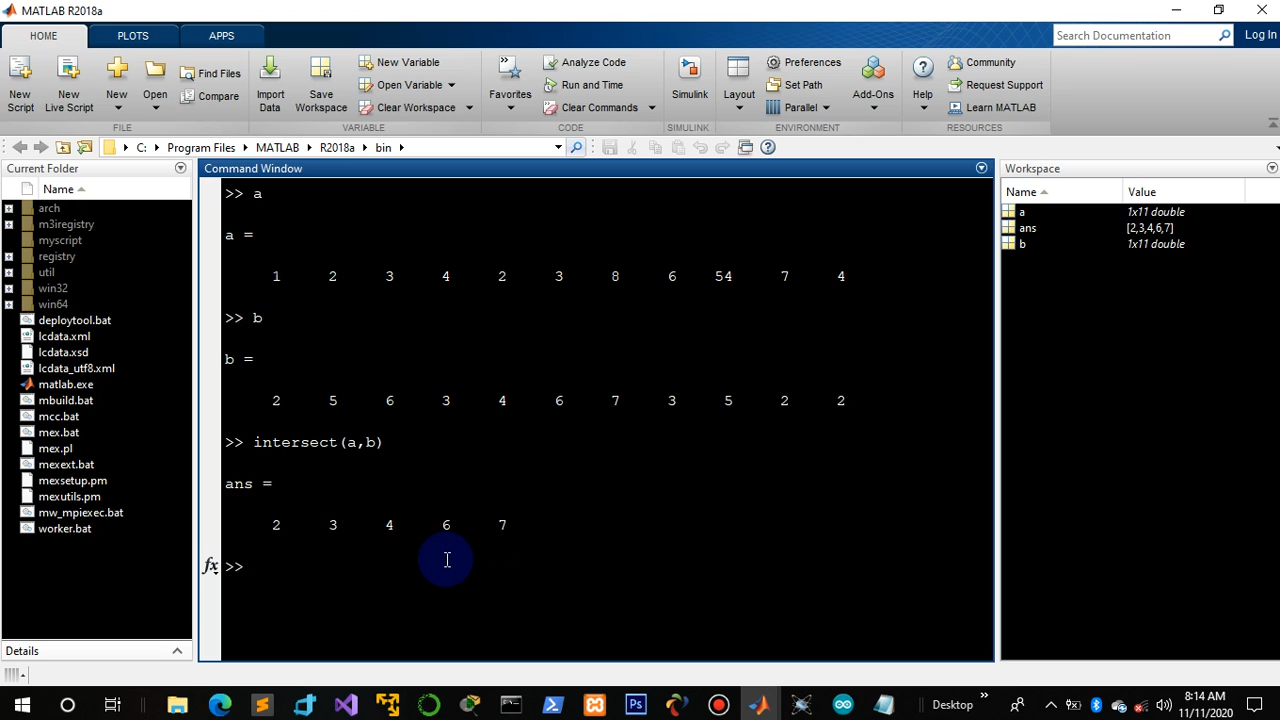 MATLAB R2018a
HOME PLOTS APPS
Search Documentation
Log In
New Script
New Live Script
New
Open
Find Files
Compare
FILE
Import Data
Save Workspace
New Variable
Open Variable
Clear Workspace
VARIABLE
Favorites
Analyze Code
Run and Time
Clear Commands
CODE
Simulink
SIMULINK
Layout
Preferences
Set Path
Parallel
Add-Ons
ENVIRONMENT
Help
Community
Request Support
Learn MATLAB
RESOURCES
C: Program Files MATLAB R2018a bin
Current Folder
Name
arch
m3iregistry
myscript
registry
util
win32
win64
deploytool.bat
lcdata.xml
lcdata.xsd
lcdata_utf8.xml
matlab.exe
mbuild.bat
mcc.bat
mex.bat
mex.pl
mexext.bat
mexsetup.pm
mexutils.pm
mw_mpiexec.bat
worker.bat
Details
Command Window
>> a
a =
1 2 3 4 2 3 8 6 54 7 4
>> b
b =
2 5 6 3 4 6 7 3 5 2 2
>> intersect(a,b)
ans =
2 3 4 6 7
fx >>
Workspace
Name Value
a 1x11 double
ans [2,3,4,6,7]
b 1x11 double
Ps
Desktop
8:14 AM
11/11/2020